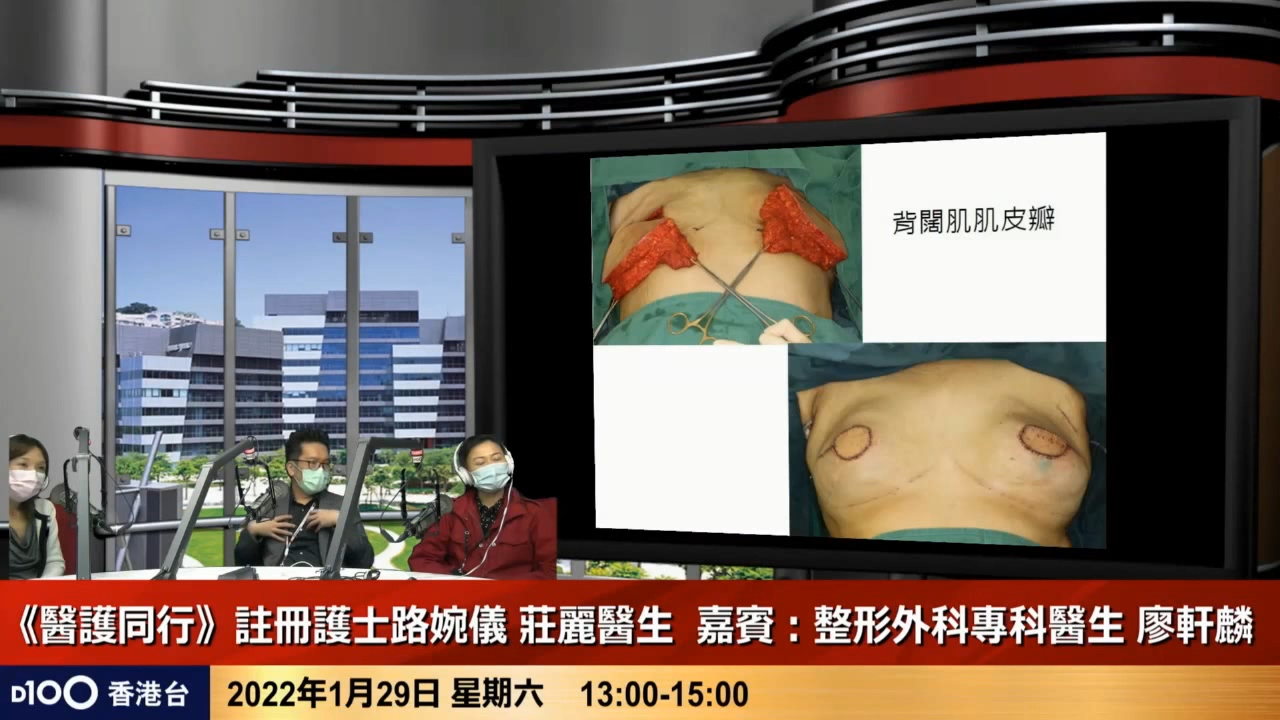 背闊肌肌皮瓣
《醫護同行》註冊護士路婉儀 莊麗醫生 嘉賓：整形外科專科醫生 廖軒麟
D100 香港台 2022年1月29日 星期六 13:00-15:00